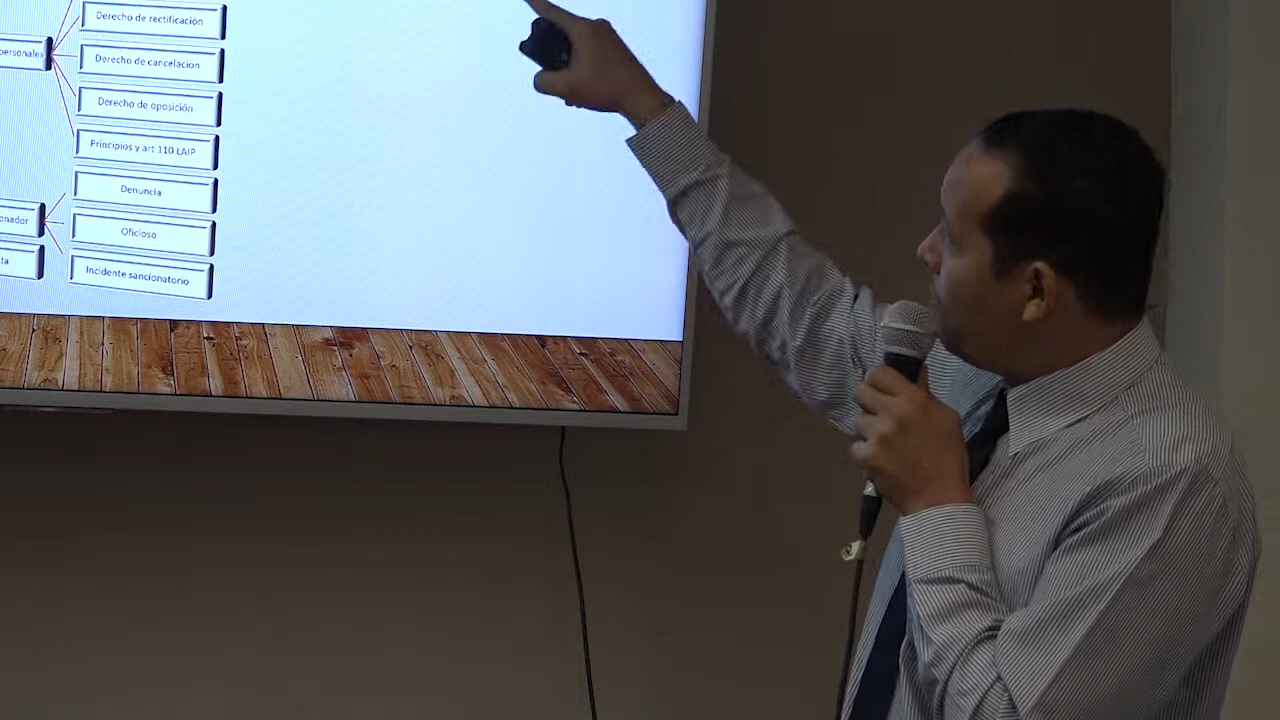 Derecho de rectificación
personales
Derecho de cancelación
Derecho de oposición
Principios y art 110 LAIP
Denuncia
onador
Oficioso
ta
Incidente sancionatorio